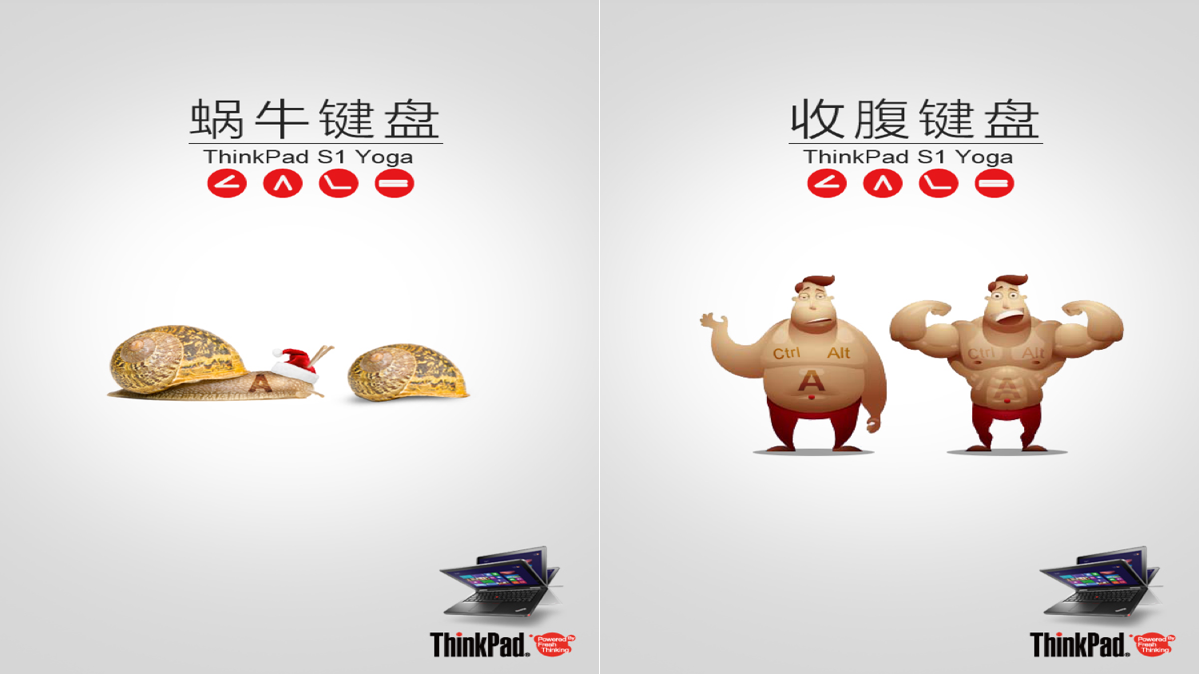 蜗牛键盘
ThinkPad S1 Yoga
A
ThinkPad.
Powered By
Fresh
Thinking
收腹键盘
ThinkPad S1 Yoga
Ctrl Alt
A
Ctrl Alt
ThinkPad.
Powered By
Fresh
Thinking